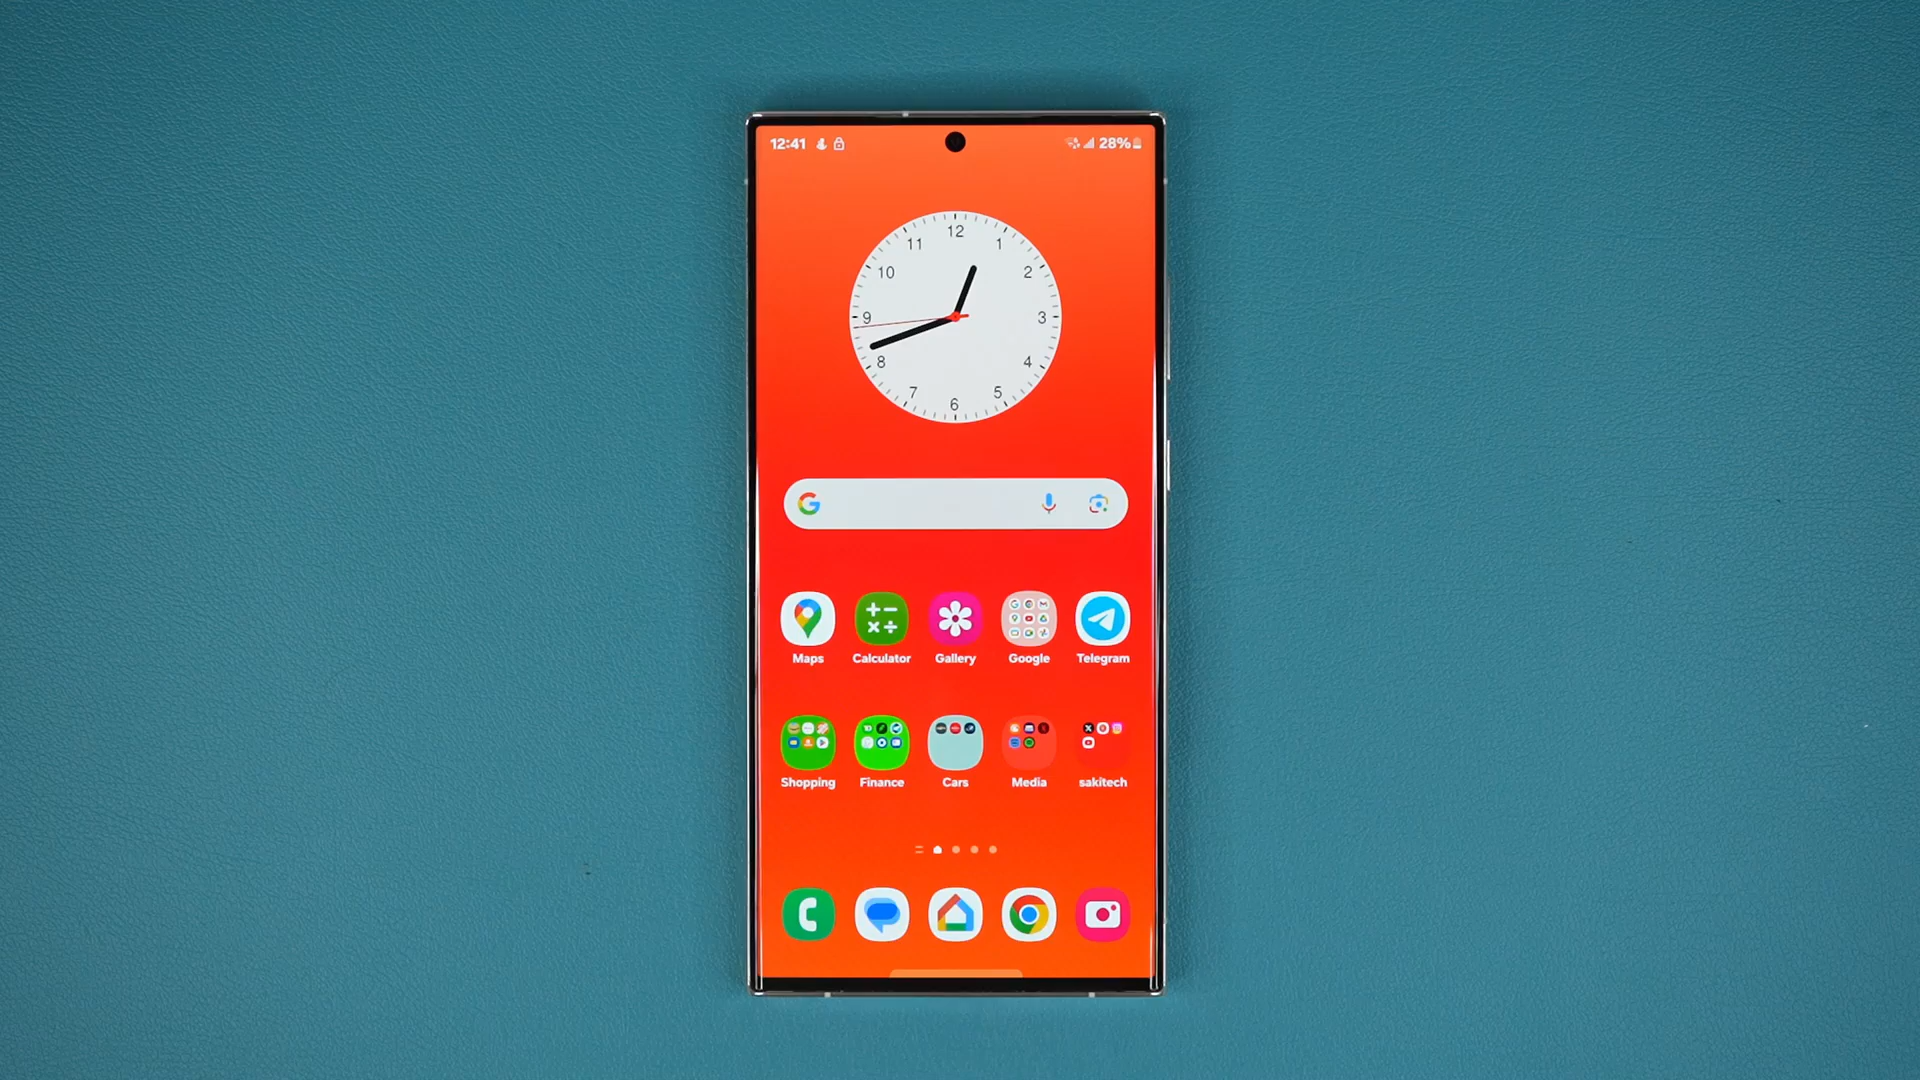 12:41 28%
12
11 1
10 2
9 3
8 4
7 5
6
G
Maps Calculator Gallery Google Telegram
Shopping Finance Cars Media sakitech